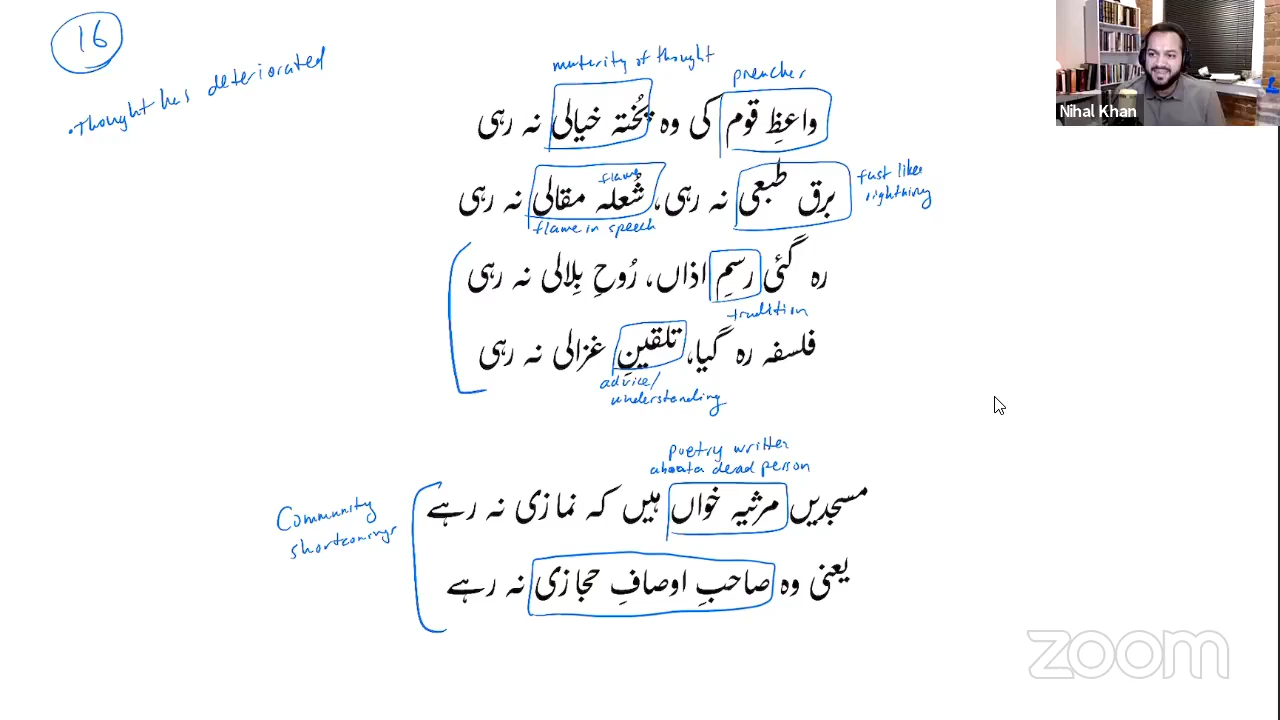 16
• Thought has deteriorated
maturity of thought
preacher
واعظِ قوم کی وہ پُختہ خیالی نہ رہی
flame
fast like
lightning
برق طبعی نہ رہی، شُعلہ مقالی نہ رہی
flame in speech
رہ گئی رسمِ اذاں، رُوحِ بِلالی نہ رہی
tradition
فلسفہ رہ گیا، تلقینِ غزالی نہ رہی
advice/
understanding
poetry written
about a dead person
مسجدیں مرثیہ خواں ہیں کہ نمازی نہ رہے
Community
shortcomings
یعنی وہ صاحبِ اوصافِ حجازی نہ رہے
Nihal Khan
zoom